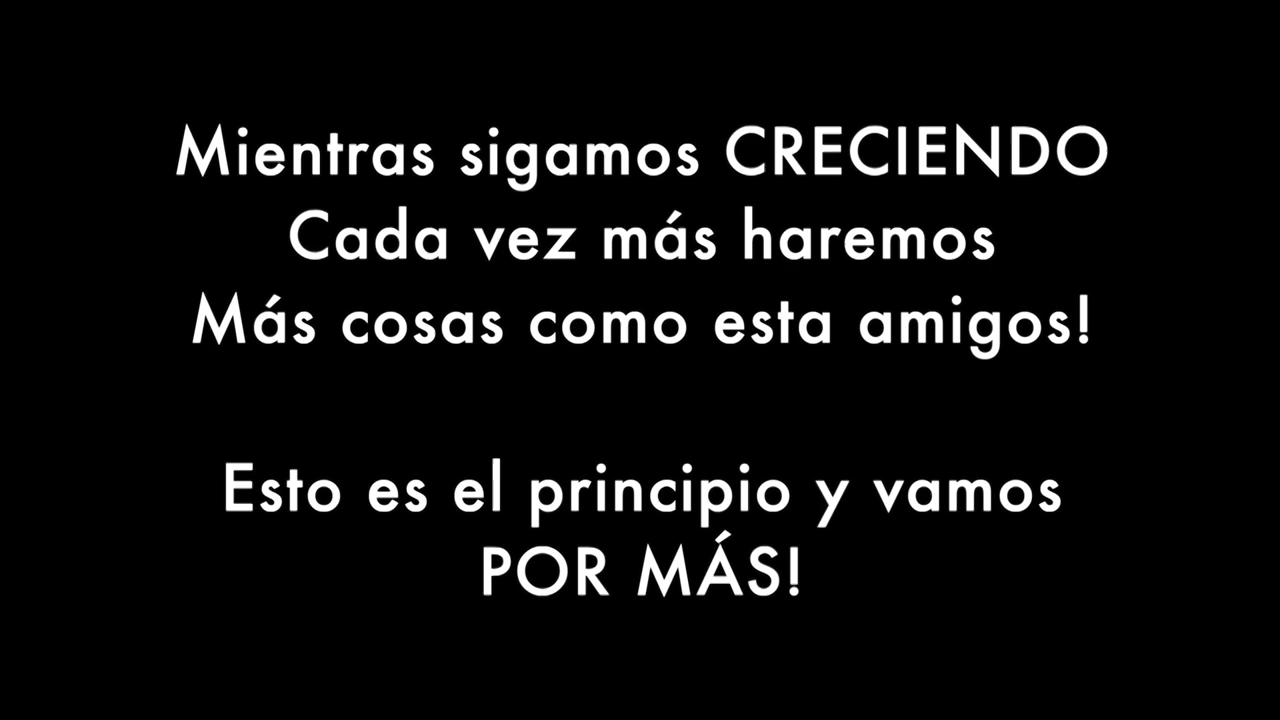 Mientras sigamos CRECIENDO
Cada vez más haremos
Más cosas como esta amigos!
Esto es el principio y vamos
POR MÁS!